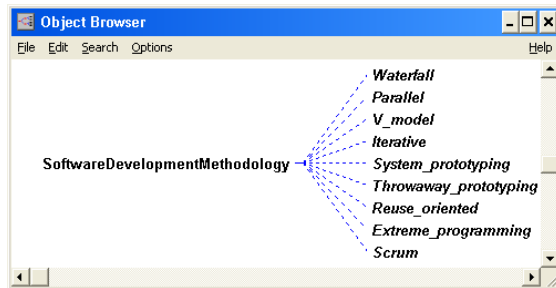 Object Browser
File Edit Search Options Help
Waterfall
Parallel
V_model
Iterative
SoftwareDevelopmentMethodology System_prototyping
Throwaway_prototyping
Reuse_oriented
Extreme_programming
Scrum